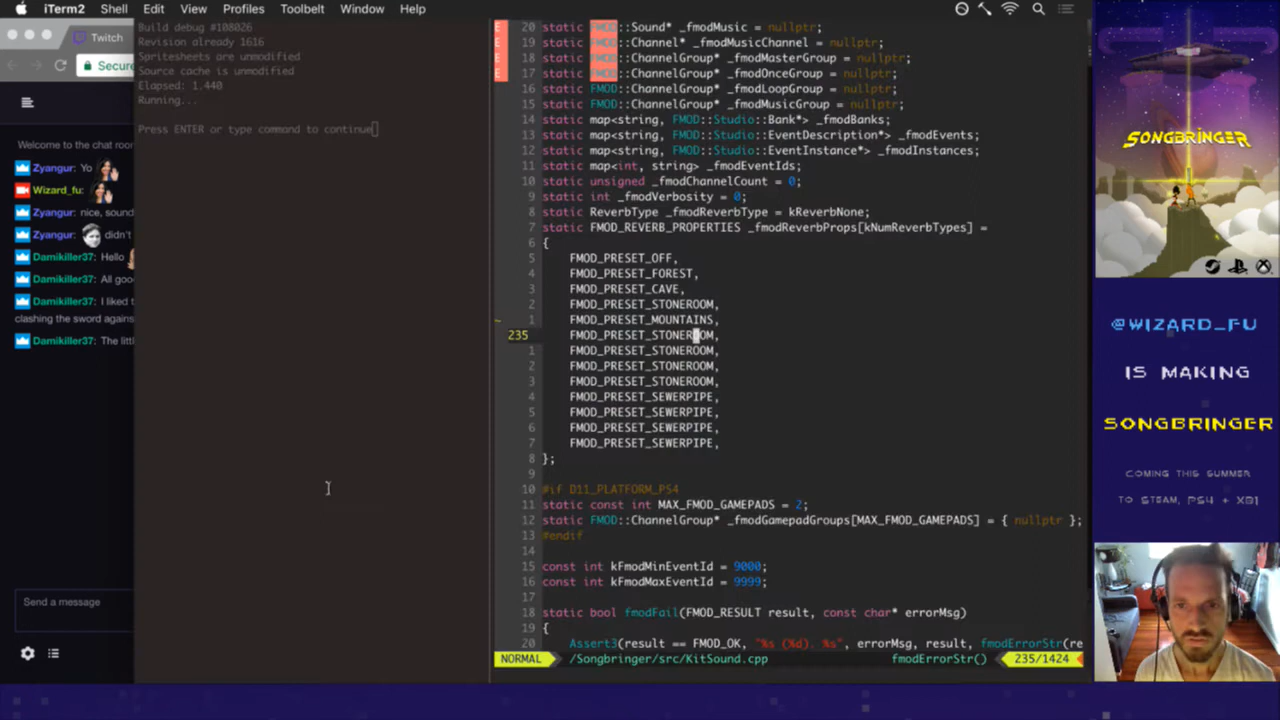 iTerm2 Shell Edit View Profiles Toolbelt Window Help
Twitch
Secure
Welcome to the chat roo
Zyangur: Yo
Wizard_fu:
Zyangur: nice, sound
Zyangur: didn't
Damikiller37: Hello
Damikiller37: All goo
Damikiller37: I liked t
clashing the sword agains
Damikiller37: The littl
Send a message
Build debug #108026
Revision already 1616
Spritesheets are unmodified
Source cache is unmodified
Elapsed: 1.440
Running...
Press ENTER or type command to continue
E 20 static FMOD::Sound* _fmodMusic = nullptr;
E 19 static FMOD::Channel* _fmodMusicChannel = nullptr;
E 18 static FMOD::ChannelGroup* _fmodMasterGroup = nullptr;
E 17 static FMOD::ChannelGroup* _fmodOnceGroup = nullptr;
16 static FMOD::ChannelGroup* _fmodLoopGroup = nullptr;
15 static FMOD::ChannelGroup* _fmodMusicGroup = nullptr;
14 static map<string, FMOD::Studio::Bank*> _fmodBanks;
13 static map<string, FMOD::Studio::EventDescription*> _fmodEvents;
12 static map<string, FMOD::Studio::EventInstance*> _fmodInstances;
11 static map<int, string> _fmodEventIds;
10 static unsigned _fmodChannelCount = 0;
9 static int _fmodVerbosity = 0;
8 static ReverbType _fmodReverbType = kReverbNone;
7 static FMOD_REVERB_PROPERTIES _fmodReverbProps[kNumReverbTypes] =
6 {
5 FMOD_PRESET_OFF,
4 FMOD_PRESET_FOREST,
3 FMOD_PRESET_CAVE,
2 FMOD_PRESET_STONEROOM,
1 FMOD_PRESET_MOUNTAINS,
235 FMOD_PRESET_STONEROOM,
1 FMOD_PRESET_STONEROOM,
2 FMOD_PRESET_STONEROOM,
3 FMOD_PRESET_STONEROOM,
4 FMOD_PRESET_SEWERPIPE,
5 FMOD_PRESET_SEWERPIPE,
6 FMOD_PRESET_SEWERPIPE,
7 FMOD_PRESET_SEWERPIPE,
8 };
9
10 #if D11_PLATFORM_PS4
11 static const int MAX_FMOD_GAMEPADS = 2;
12 static FMOD::ChannelGroup* _fmodGamepadGroups[MAX_FMOD_GAMEPADS] = { nullptr };
13 #endif
14
15 const int kFmodMinEventId = 9000;
16 const int kFmodMaxEventId = 9999;
17
18 static bool fmodFail(FMOD_RESULT result, const char* errorMsg)
19 {
20 Assert3(result == FMOD_OK, "%s (%d). %s", errorMsg, result, fmodErrorStr(re
NORMAL /Songbringer/src/KitSound.cpp fmodErrorStr() 235/1424
SONGBRINGER
@WIZARD_FU
IS MAKING
SONGBRINGER
COMING THIS SUMMER
TO STEAM, PS4 + XB1